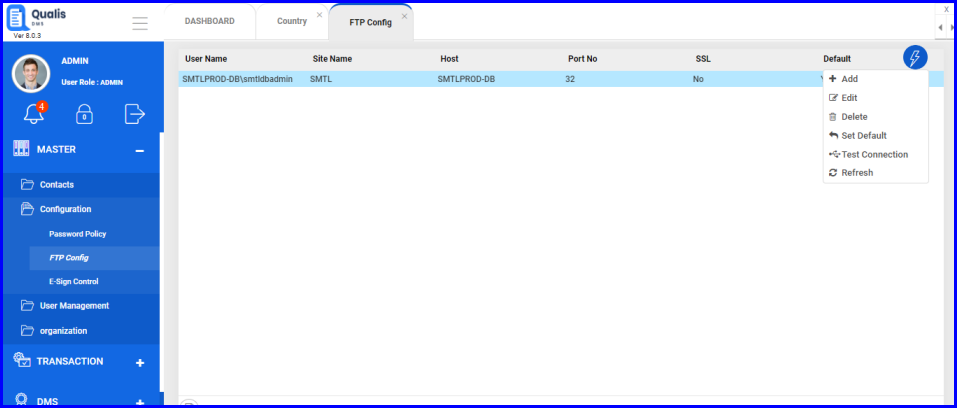 Qualis
DMS
Ver 8.0.3
DASHBOARD
Country
FTP Config
X
ADMIN
User Role : ADMIN
4
MASTER
Contacts
Configuration
Password Policy
FTP Config
E-Sign Control
User Management
organization
TRANSACTION
DMS
User Name Site Name Host Port No SSL Default
SMTLPROD-DB\smtldbadmin SMTL SMTLPROD-DB 32 No
Add
Edit
Delete
Set Default
Test Connection
Refresh